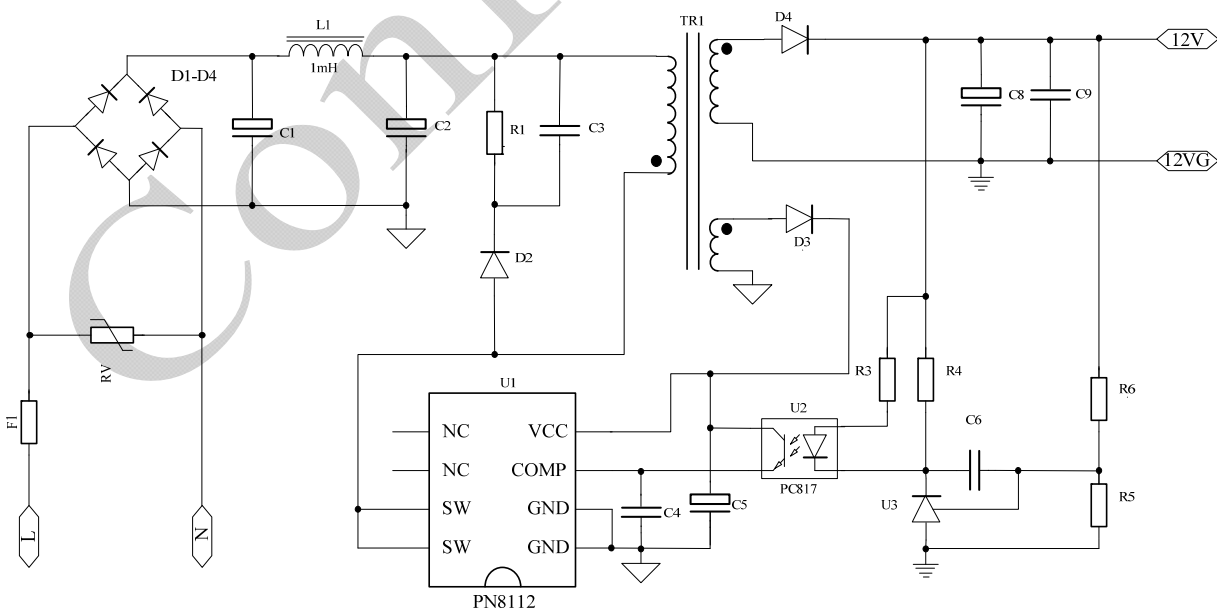 L1
1mH
D1-D4
C1
C2
R1
C3
D2
TR1
D4
D3
C8
C9
12V
12VG
RV
F1
L
N
U1
NC
NC
SW
SW
VCC
COMP
GND
GND
PN8112
C4
C5
U2
PC817
R3
R4
C6
U3
R6
R5
Con